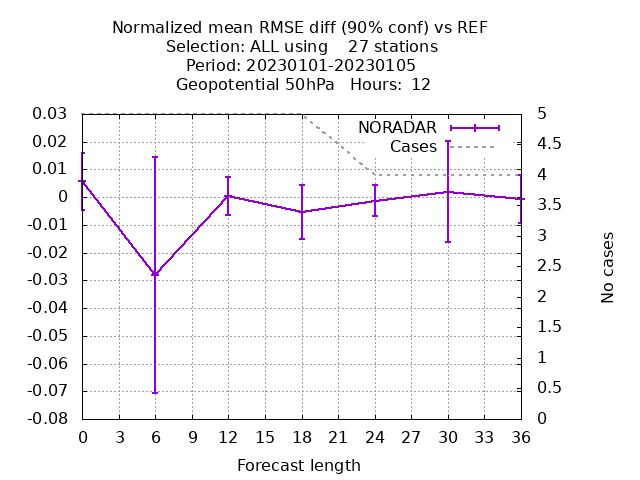 Normalized mean RMSE diff (90% conf) vs REF
Selection: ALL using    27 stations
Period: 20230101-20230105
Geopotential 50hPa   Hours:  12
NORADAR
Cases
0.03
0.02
0.01
0
-0.01
-0.02
-0.03
-0.04
-0.05
-0.06
-0.07
-0.08
5
4.5
4
3.5
3
2.5
2
1.5
1
0.5
0
No cases
0 3 6 9 12 15 18 21 24 27 30 33 36
Forecast length